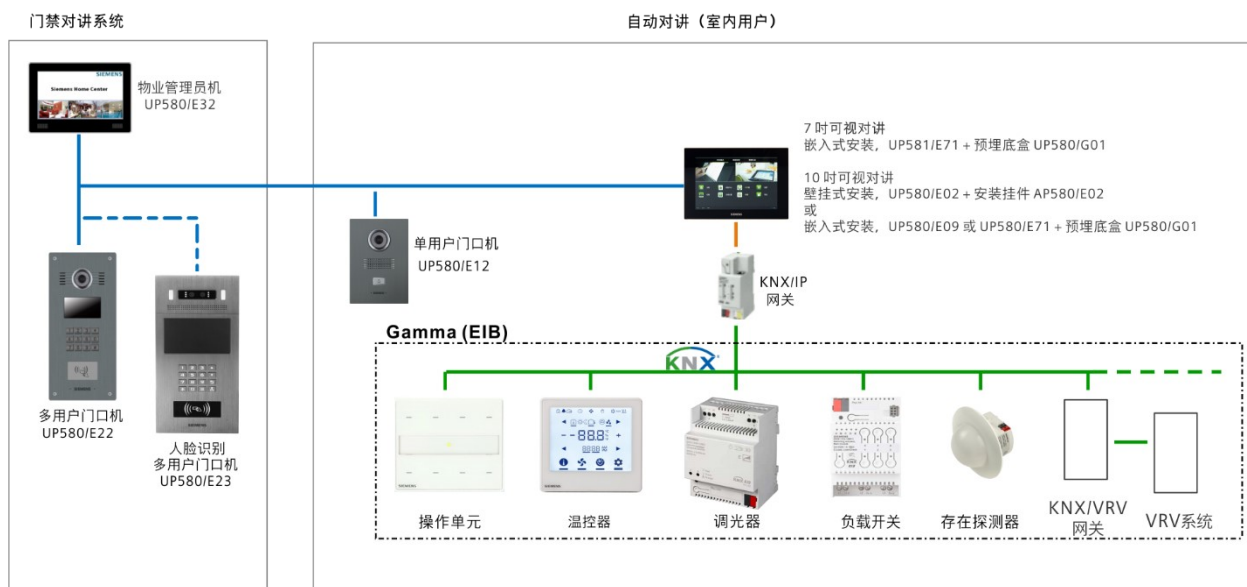 门禁对讲系统
自动对讲（室内用户）
SIEMENS
Siemens Home Center
物业管理员机
UP580/E32
7 吋可视对讲
嵌入式安装，UP581/E71 + 预埋底盒 UP580/G01
10 吋可视对讲
壁挂式安装，UP580/E02 + 安装挂件 AP580/E02
或
嵌入式安装，UP580/E09 或 UP580/E71 + 预埋底盒 UP580/G01
单用户门口机
UP580/E12
KNX/IP
网关
Gamma (EIB)
KNX
多用户门口机
UP580/E22
人脸识别
多用户门口机
UP580/E23
SIEMENS
SIEMENS
操作单元
温控器
调光器
负载开关
存在探测器
KNX/VRV
网关
VRV系统